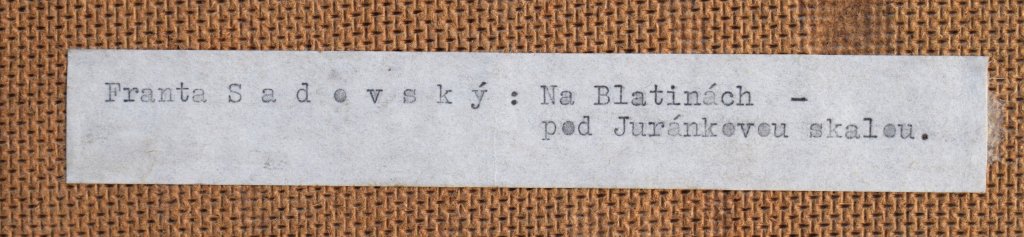 Franta S a d o v s k ý : Na Blatinách -
pod Juránkovou skalou.